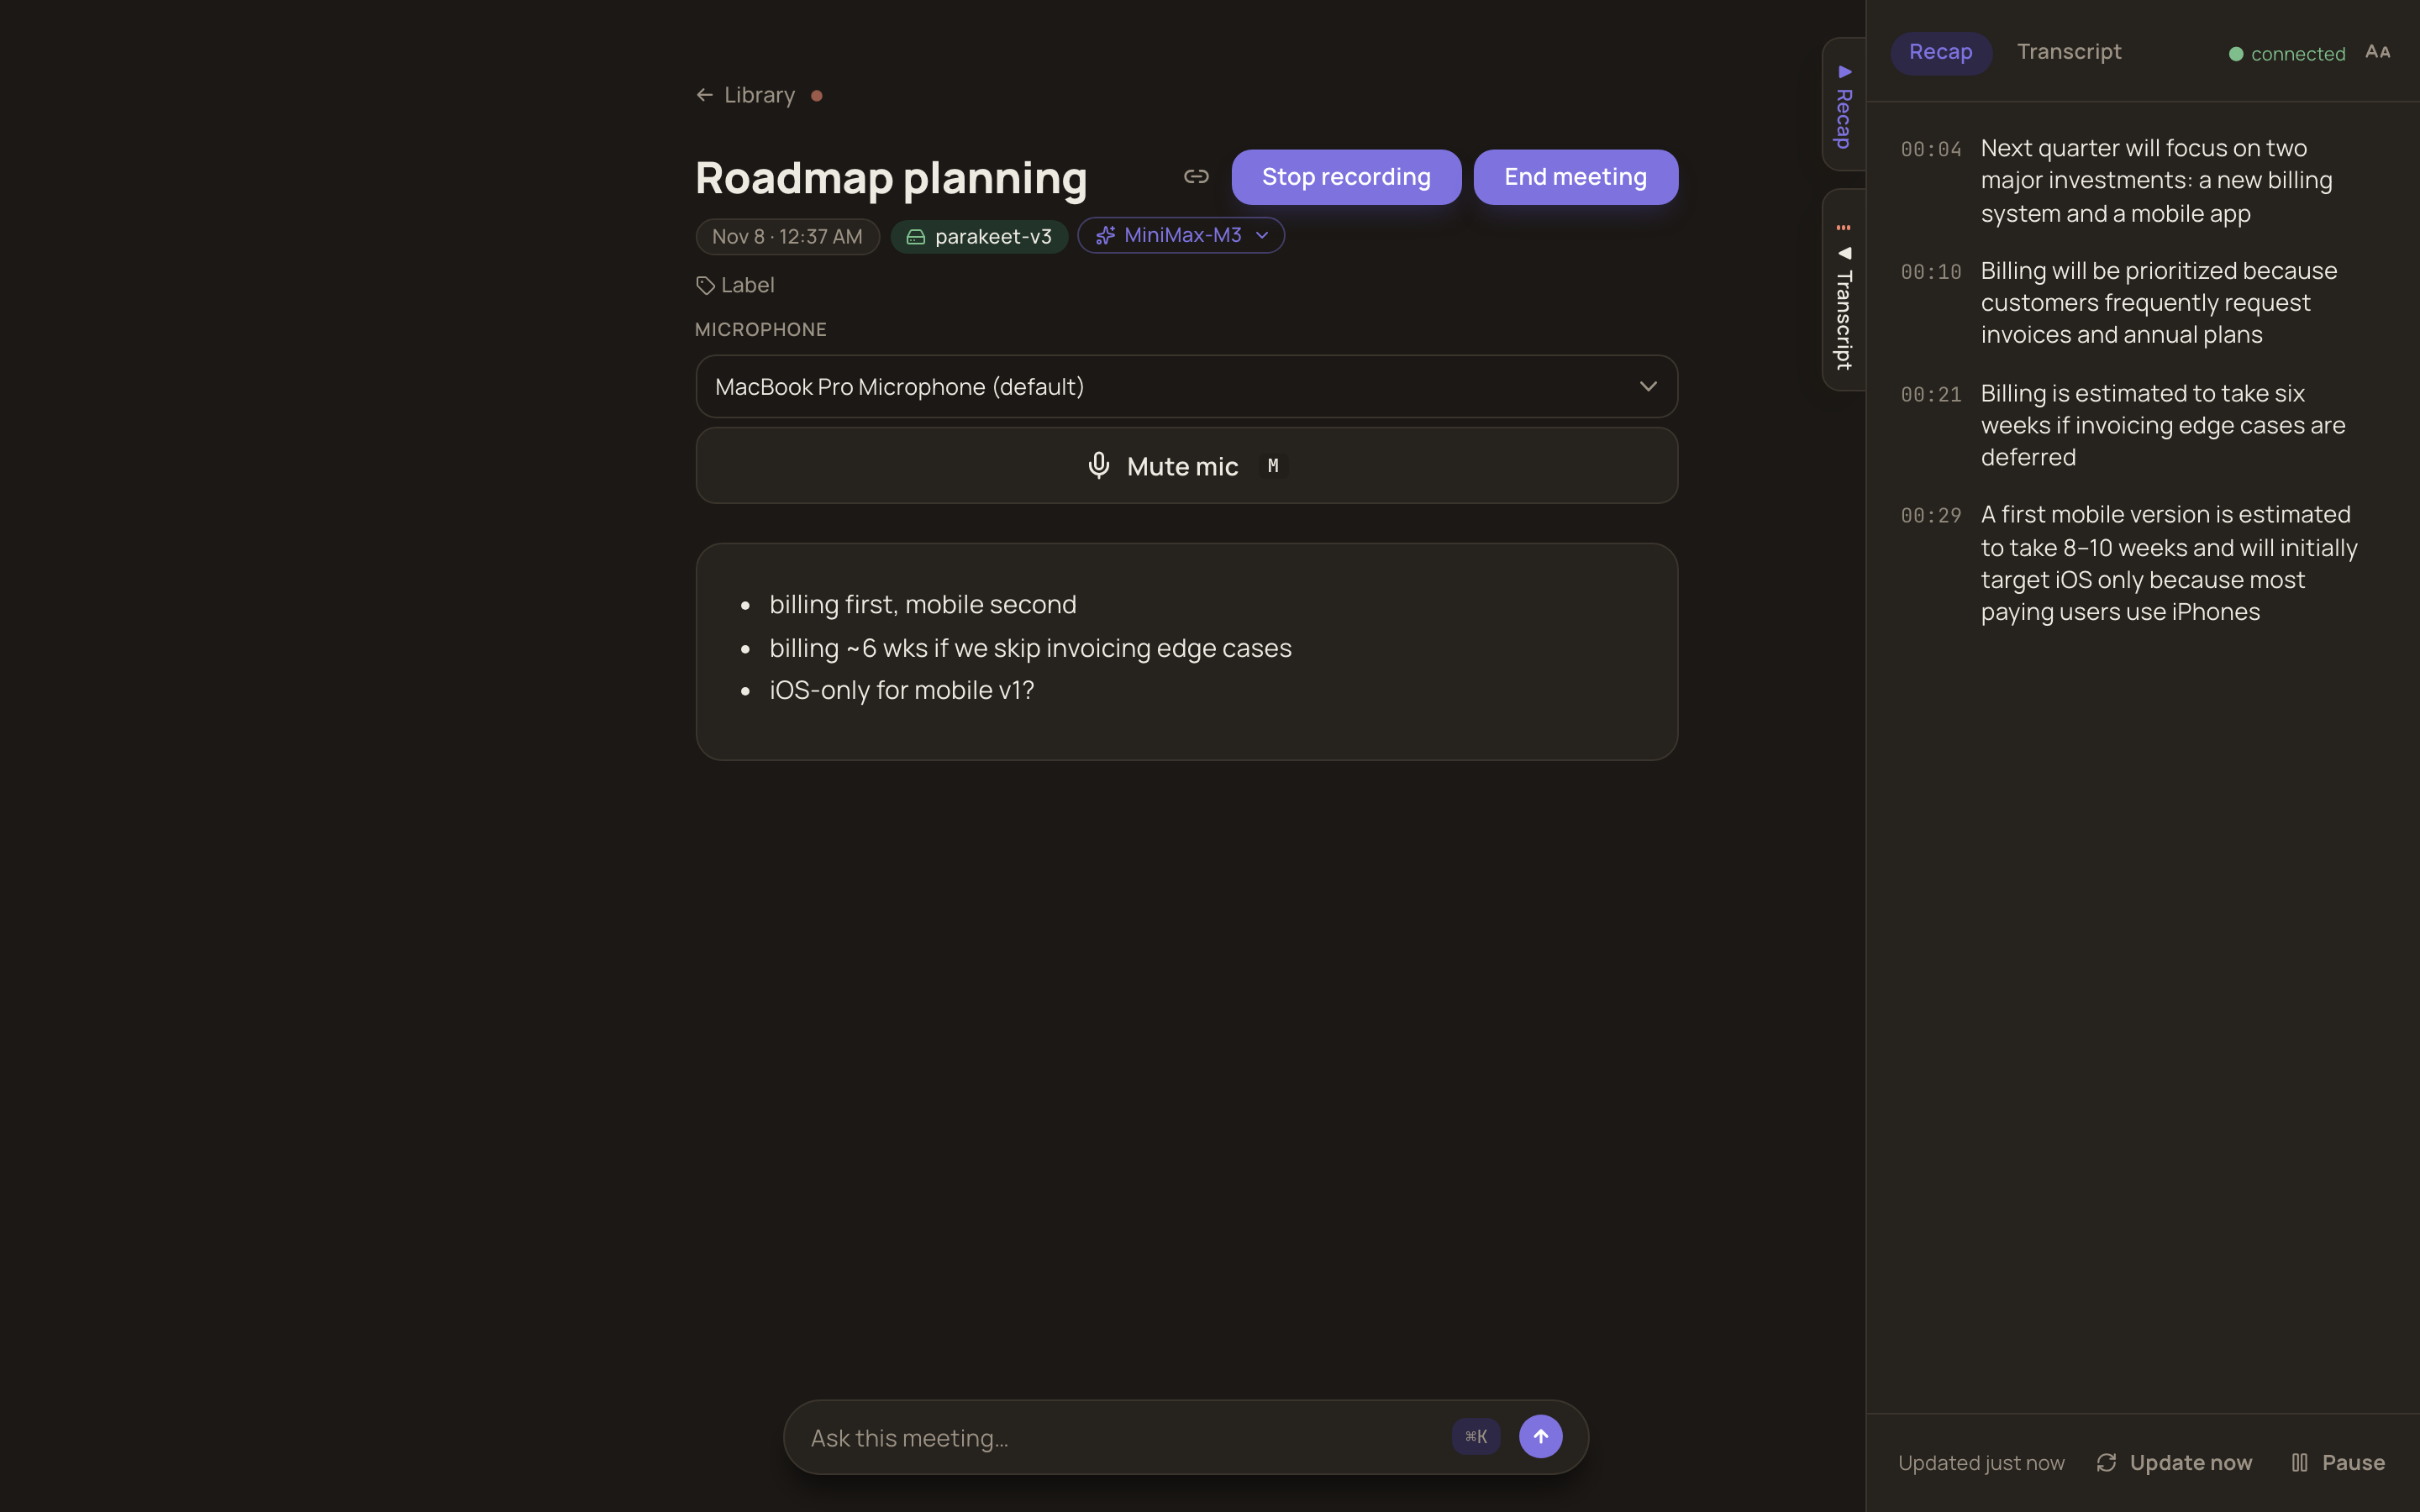 ← Library
Roadmap planning
Stop recording
End meeting
Nov 8 · 12:37 AM
parakeet-v3
MiniMax-M3
Label
MICROPHONE
MacBook Pro Microphone (default)
Mute mic M
• billing first, mobile second
• billing ~6 wks if we skip invoicing edge cases
• iOS-only for mobile v1?
Ask this meeting...
⌘K
Recap
Transcript
Recap
Transcript
connected
AA
00:04 Next quarter will focus on two
major investments: a new billing
system and a mobile app
00:10 Billing will be prioritized because
customers frequently request
invoices and annual plans
00:21 Billing is estimated to take six
weeks if invoicing edge cases are
deferred
00:29 A first mobile version is estimated
to take 8–10 weeks and will initially
target iOS only because most
paying users use iPhones
Updated just now
Update now
Pause